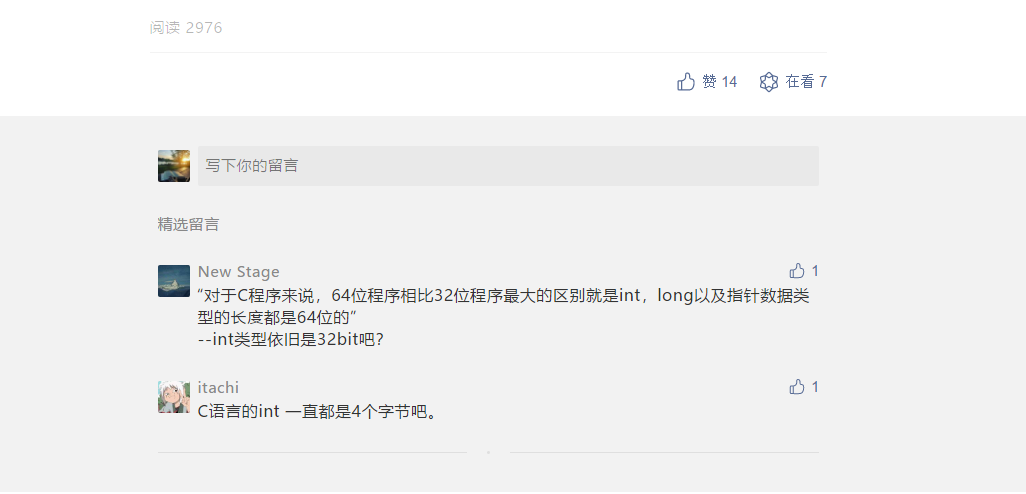 阅读 2976
赞 14 在看 7
写下你的留言
精选留言
New Stage 1
“对于C程序来说，64位程序相比32位程序最大的区别就是int，long以及指针数据类
型的长度都是64位的”
--int类型依旧是32bit吧？
itachi 1
C语言的int 一直都是4个字节吧。